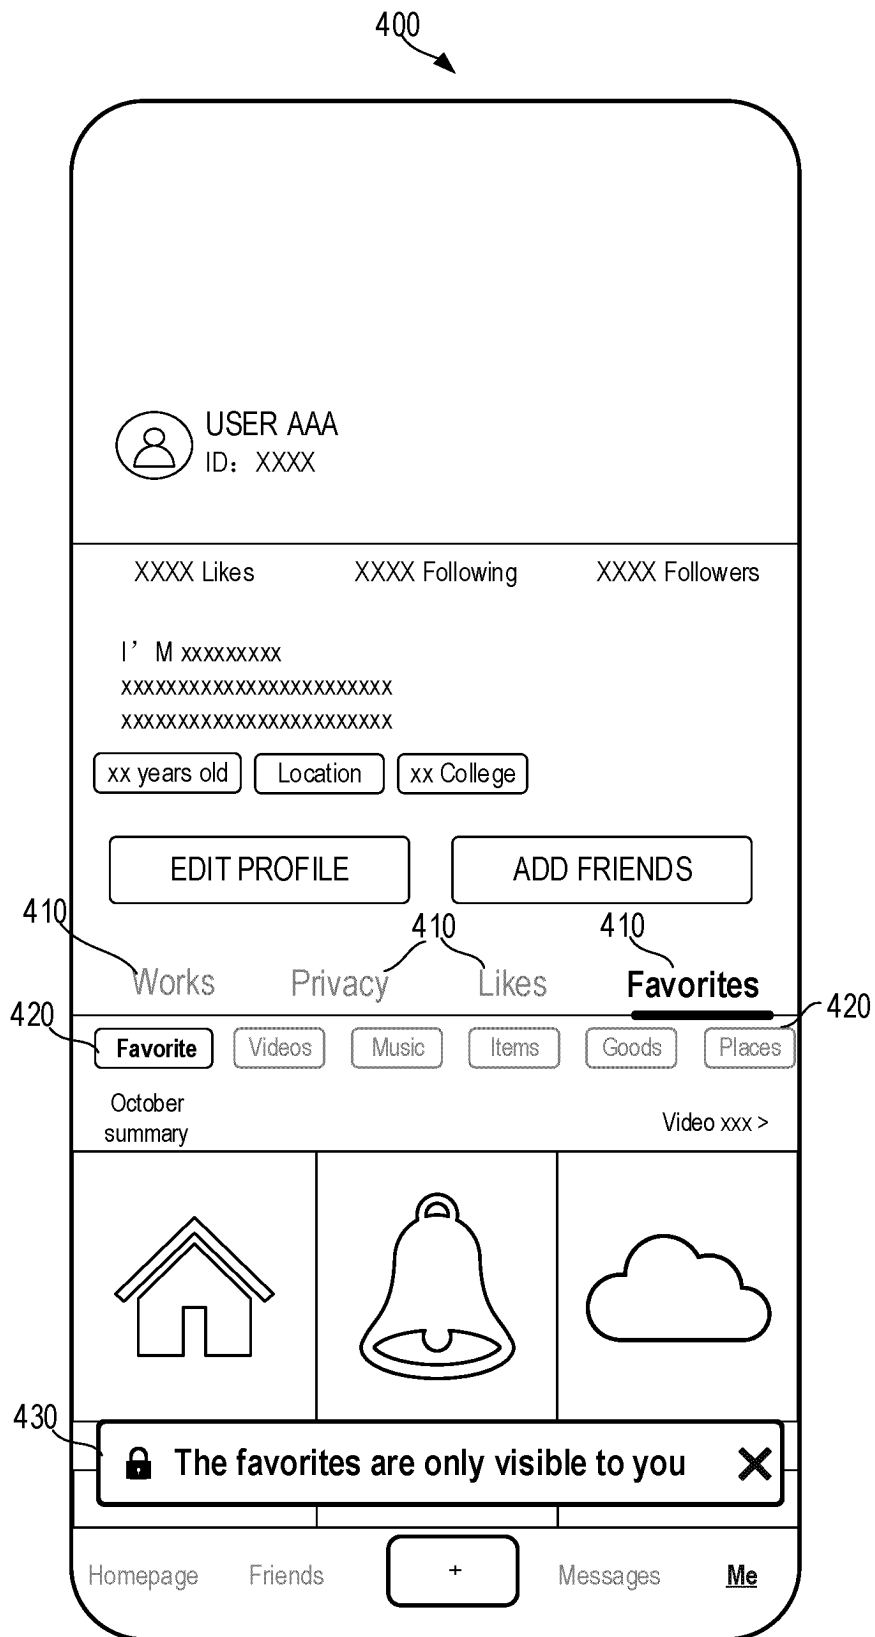 400
USER AAA
ID: XXXX
XXXX Likes XXXX Following XXXX Followers
I' M xxxxxxxxx
xxxxxxxxxxxxxxxxxxxxxxxx
xxxxxxxxxxxxxxxxxxxxxxxx
xx years old Location xx College
EDIT PROFILE ADD FRIENDS
410 410 410
Works Privacy Likes Favorites
420 420
Favorite Videos Music Items Goods Places
October
summary
Video xxx >
430
The favorites are only visible to you
Homepage Friends + Messages Me